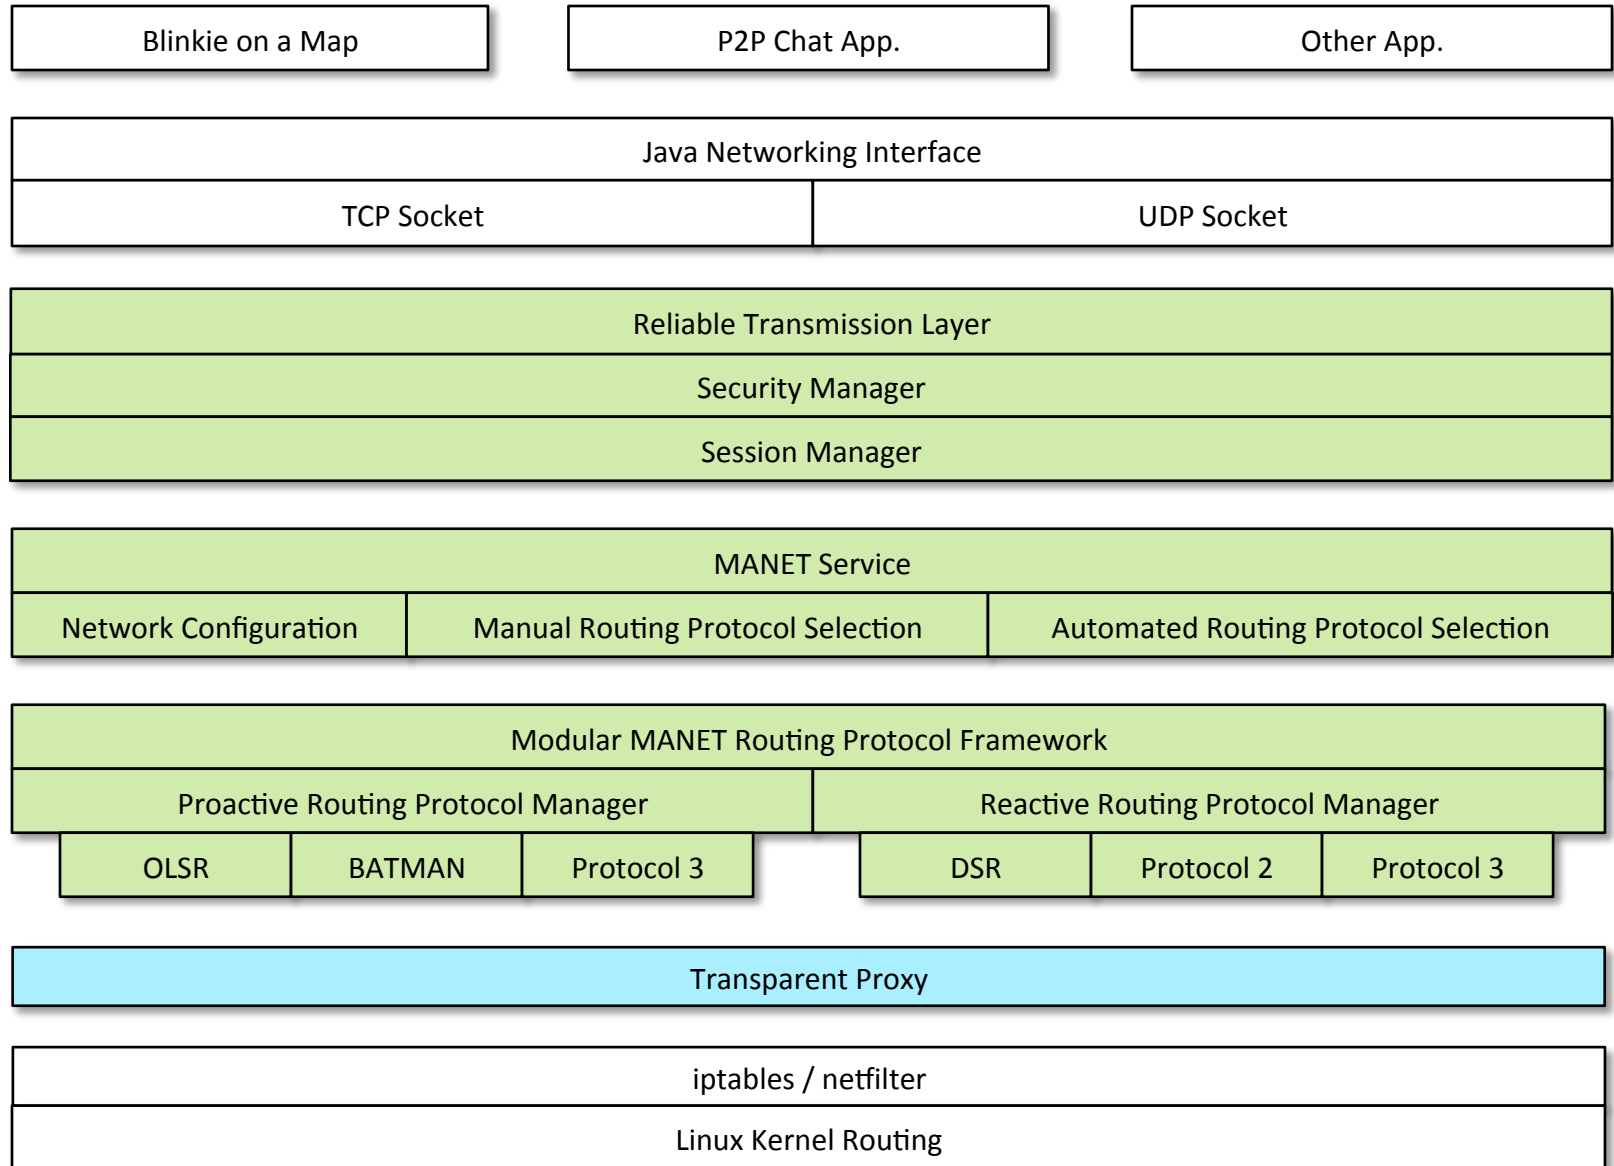 Blinkie on a Map
P2P Chat App.
Other App.
Java Networking Interface
TCP Socket
UDP Socket
Reliable Transmission Layer
Security Manager
Session Manager
MANET Service
Network Configuration
Manual Routing Protocol Selection
Automated Routing Protocol Selection
Modular MANET Routing Protocol Framework
Proactive Routing Protocol Manager
Reactive Routing Protocol Manager
OLSR
BATMAN
Protocol 3
DSR
Protocol 2
Protocol 3
Transparent Proxy
iptables / netfilter
Linux Kernel Routing